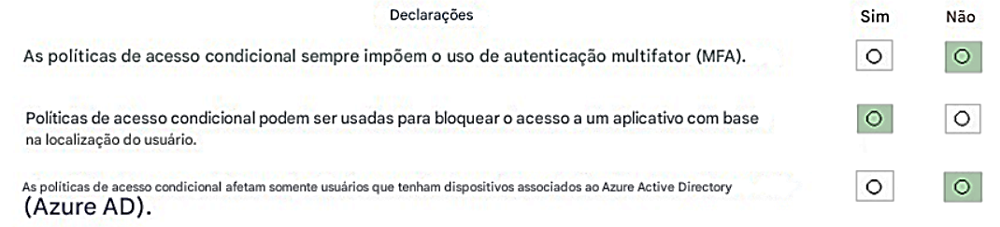 Declarações Sim Não
As políticas de acesso condicional sempre impõem o uso de autenticação multifator (MFA).
Políticas de acesso condicional podem ser usadas para bloquear o acesso a um aplicativo com base
na localização do usuário.
As políticas de acesso condicional afetam somente usuários que tenham dispositivos associados ao Azure Active Directory
(Azure AD).